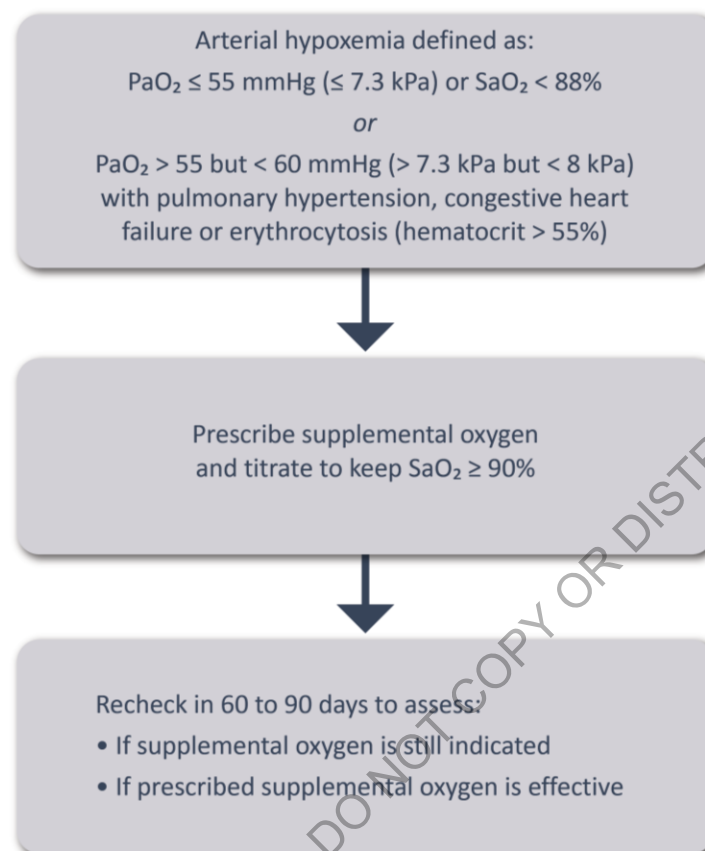 Arterial hypoxemia defined as:
PaO₂ ≤ 55 mmHg (≤ 7.3 kPa) or SaO₂ < 88%
or
PaO₂ > 55 but < 60 mmHg (> 7.3 kPa but < 8 kPa)
with pulmonary hypertension, congestive heart
failure or erythrocytosis (hematocrit > 55%)
Prescribe supplemental oxygen
and titrate to keep SaO₂ ≥ 90%
Recheck in 60 to 90 days to assess:
• If supplemental oxygen is still indicated
• If prescribed supplemental oxygen is effective
DO NOT COPY OR DISTR